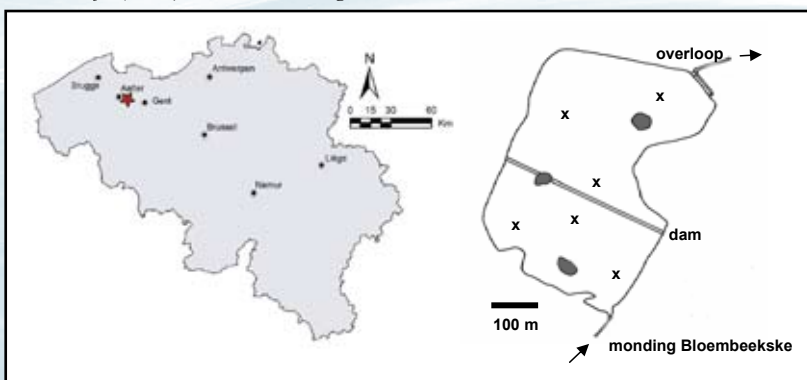 N
Antwerpen
Brugge
Aalter
Gent
0 15 30 60
Km
Brussel
Liège
Namur
overloop
x
x
x
x
x
x
dam
100 m
monding Bloembeekske